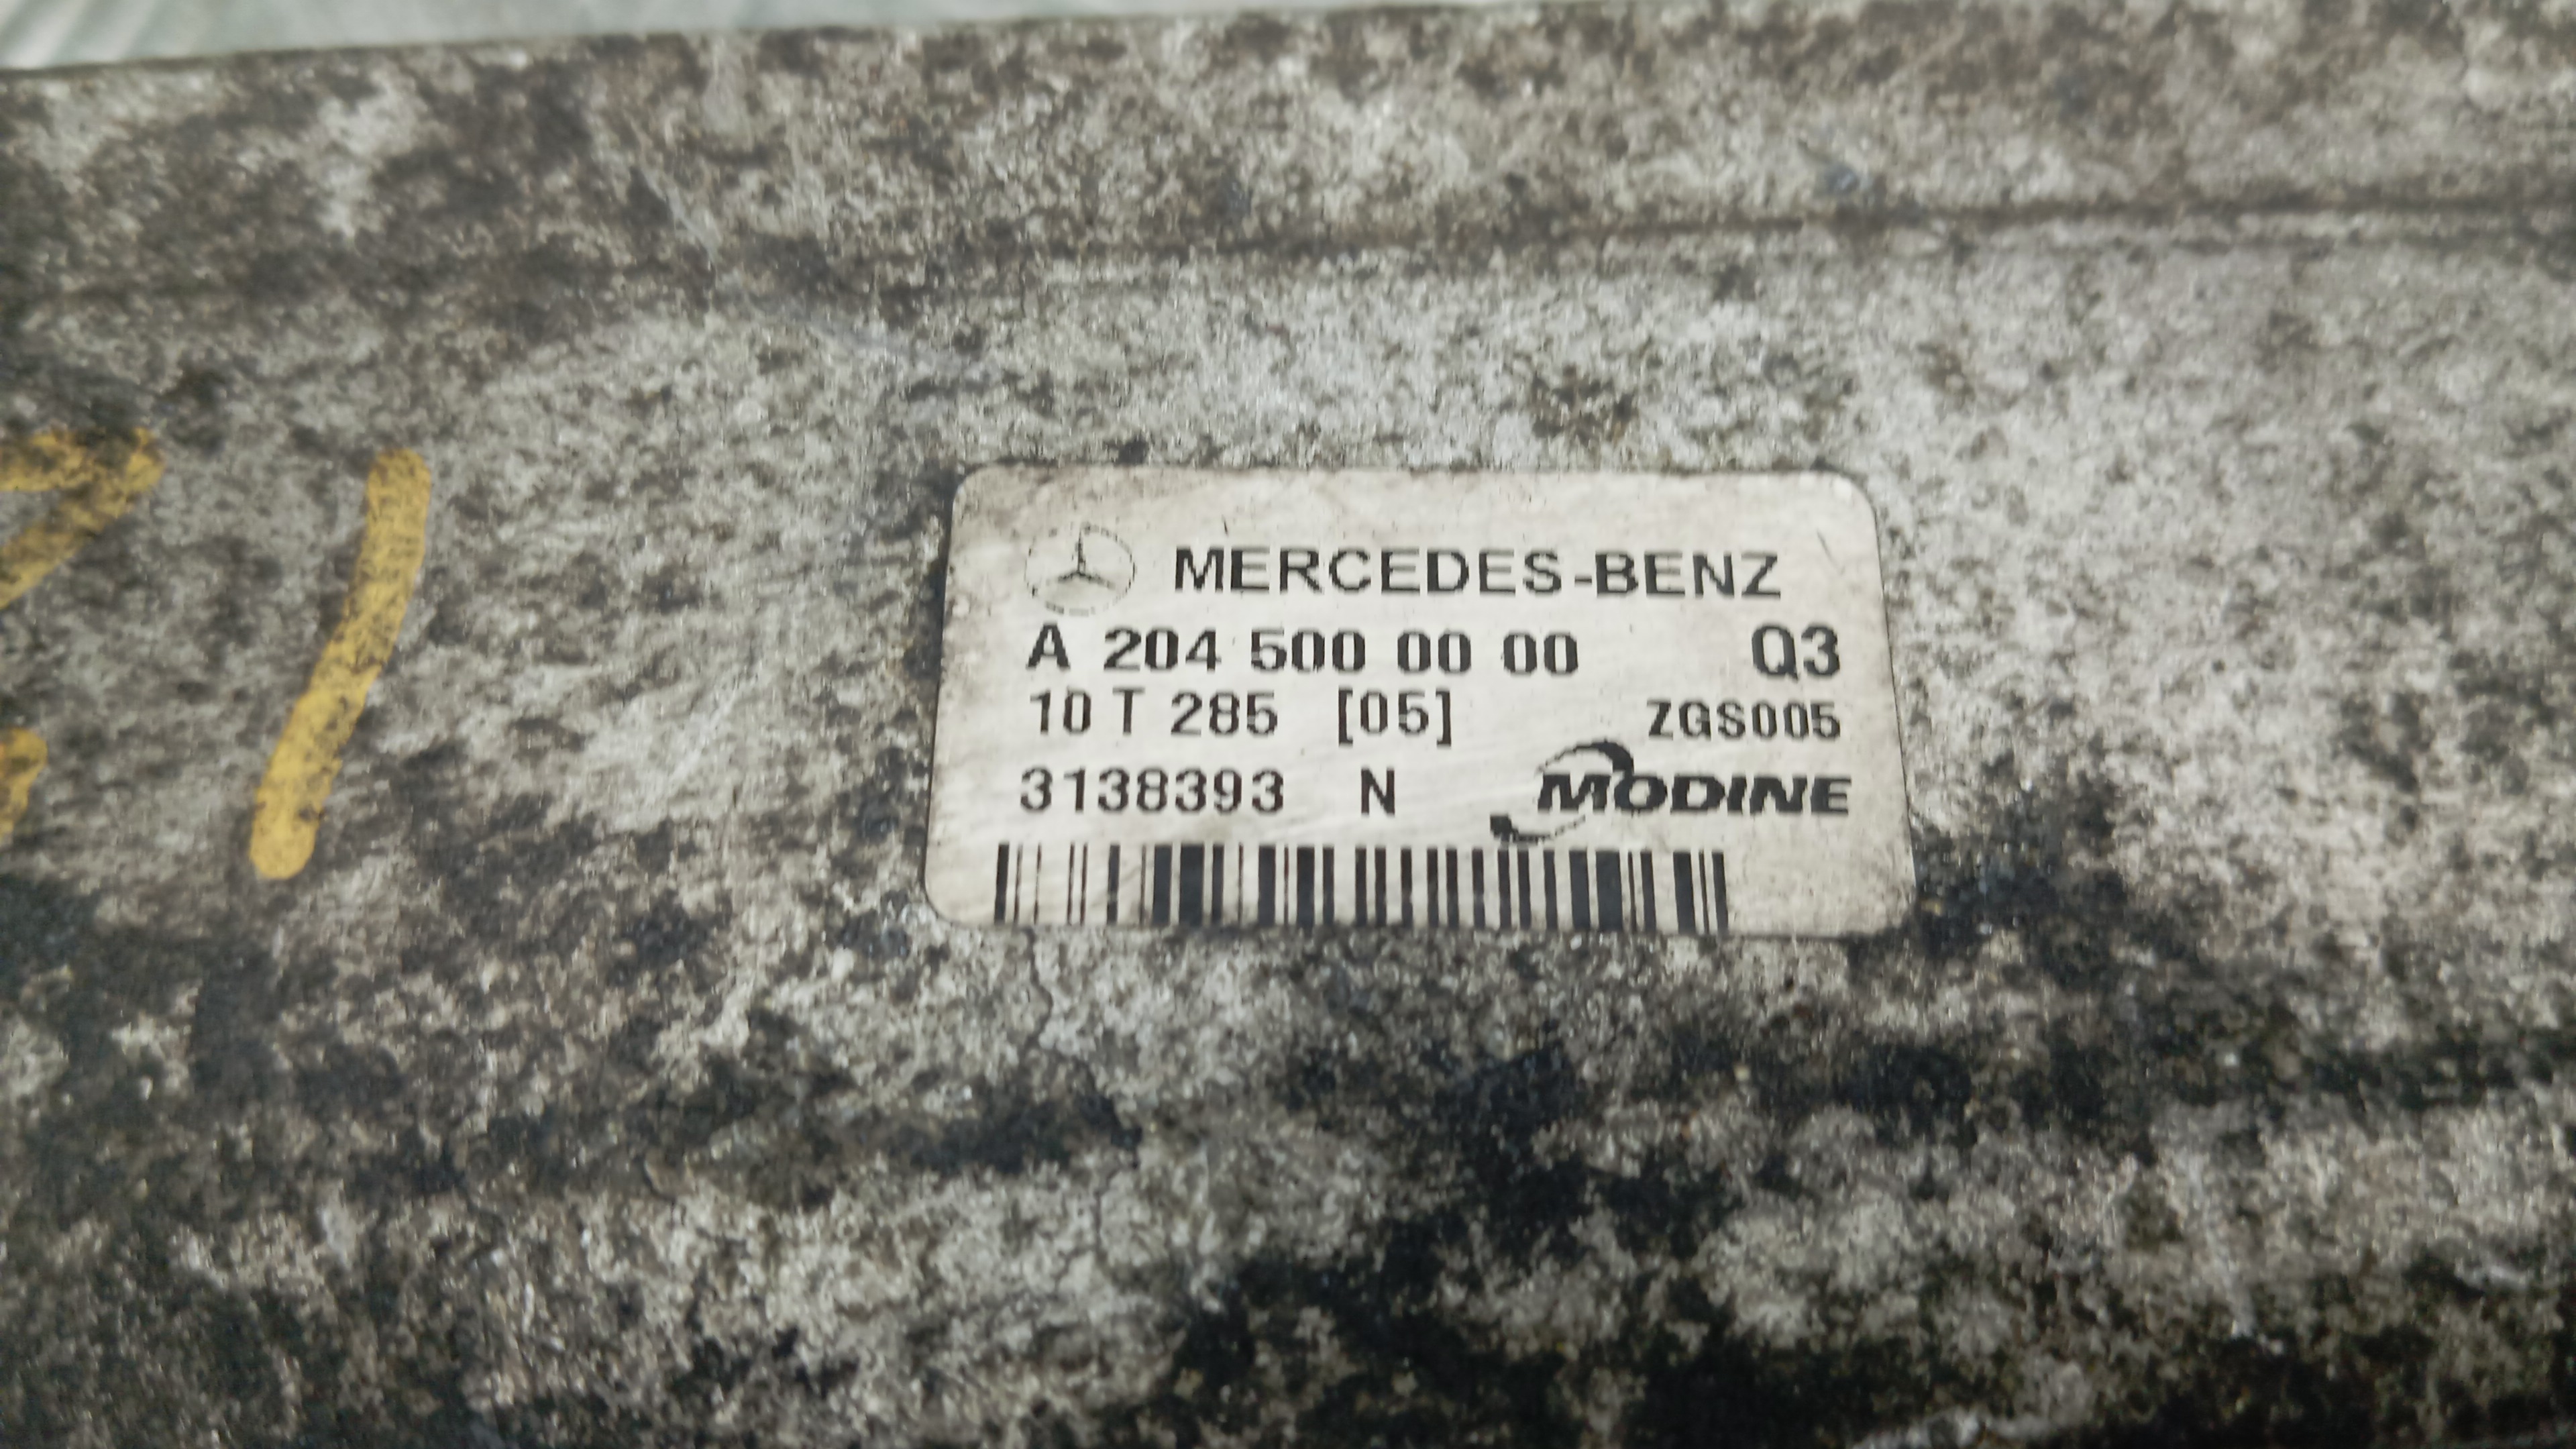 MERCEDES-BENZ
A 204 500 00 00 Q3
10 T 285 [05] ZGS005
3138393 N MODINE